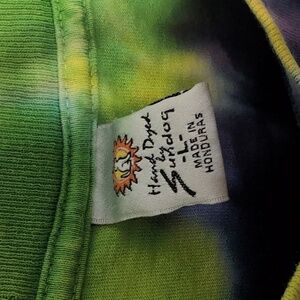 Hand Dyed
by
Sundog
-L-
MADE IN
HONDURAS